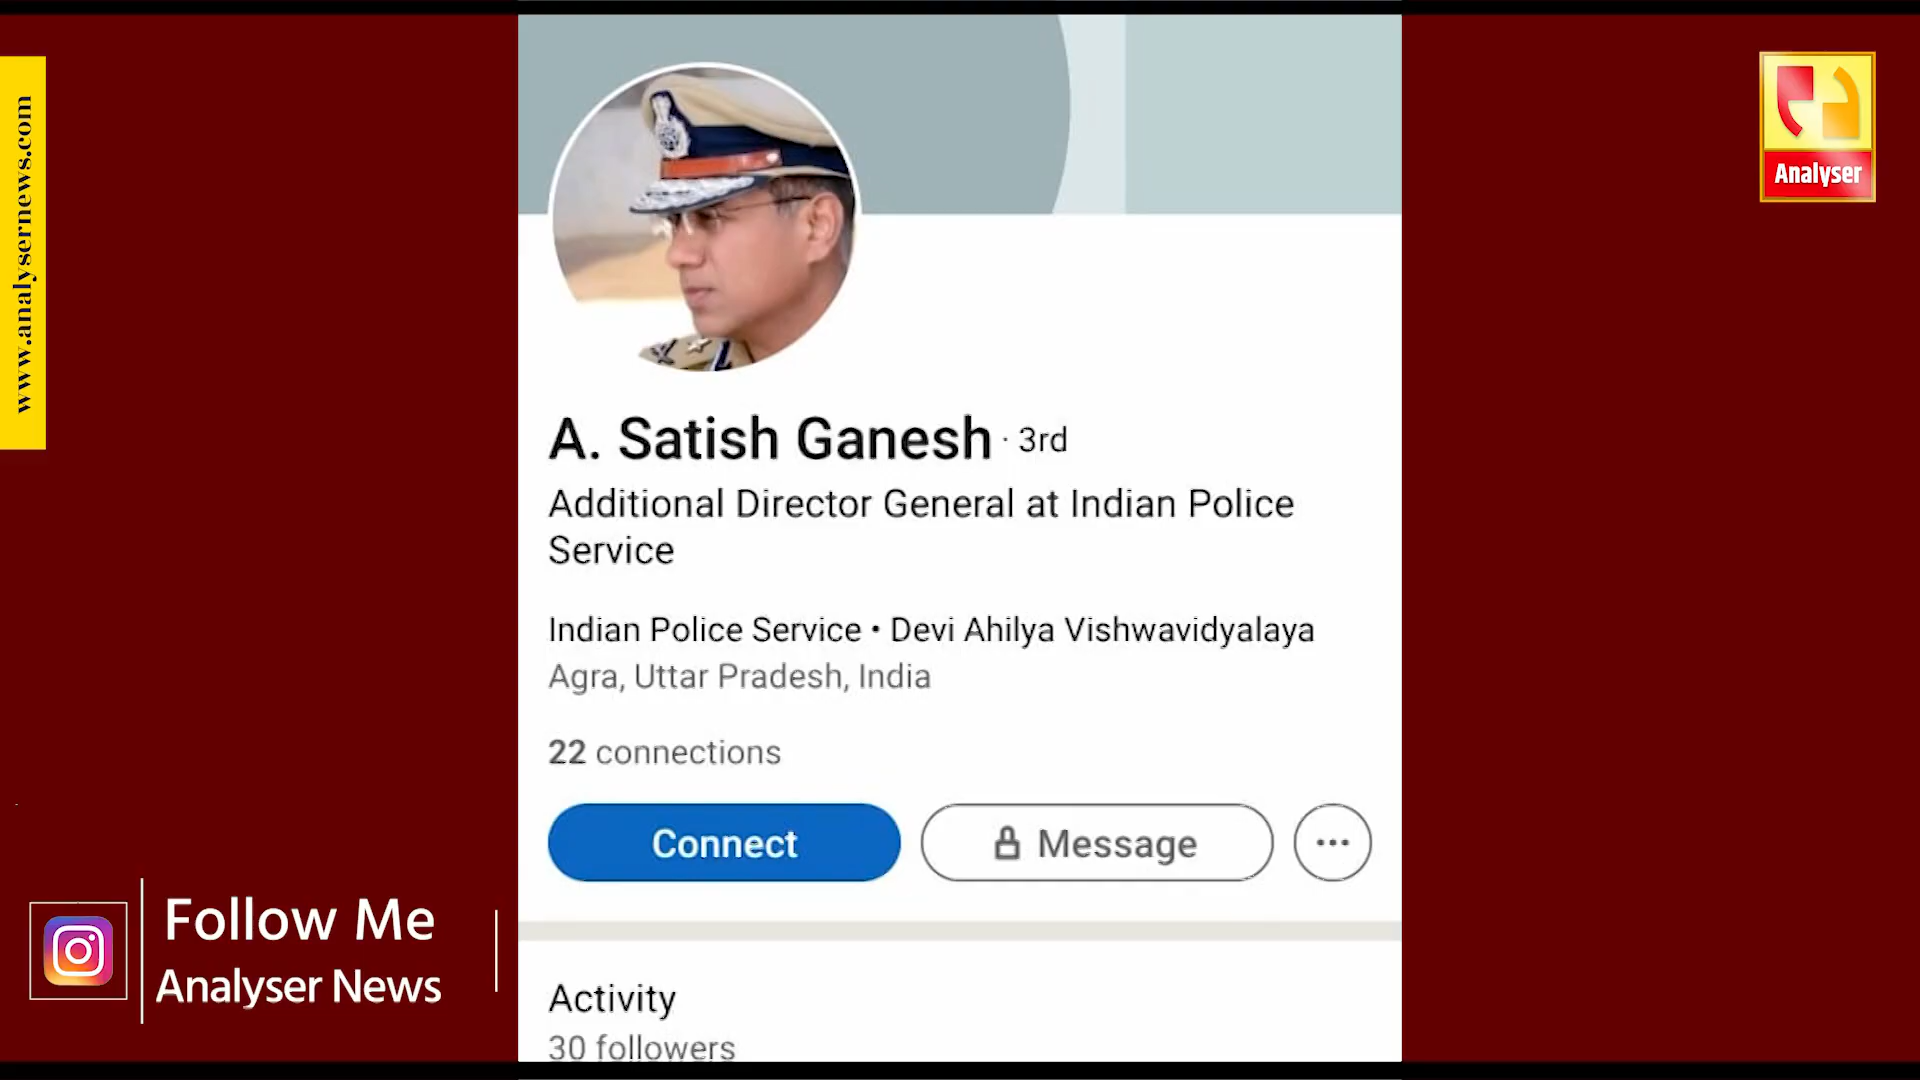 www.analysernews.com
Analyser
A. Satish Ganesh · 3rd
Additional Director General at Indian Police
Service
Indian Police Service • Devi Ahilya Vishwavidyalaya
Agra, Uttar Pradesh, India
22 connections
Connect
Message
Follow Me
Analyser News
Activity
30 followers